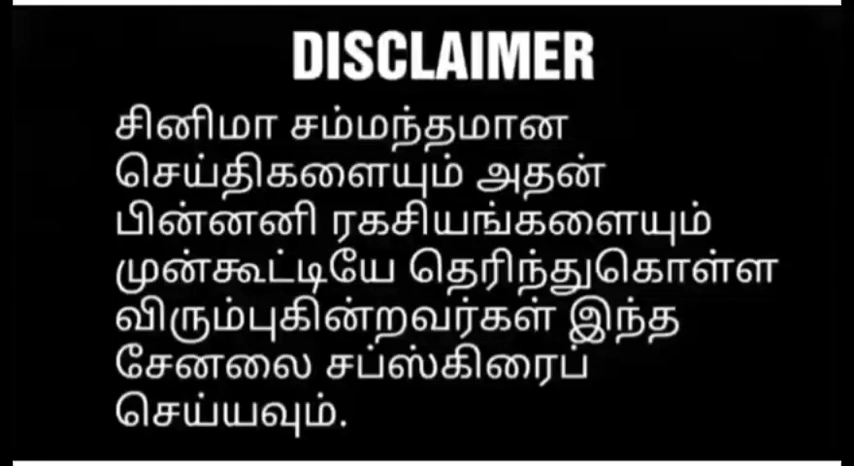 DISCLAIMER
சினிமா சம்மந்தமான
செய்திகளையும் அதன்
பின்னனி ரகசியங்களையும்
முன்கூட்டியே தெரிந்துகொள்ள
விரும்புகின்றவர்கள் இந்த
சேனலை சப்ஸ்கிரைப்
செய்யவும்.